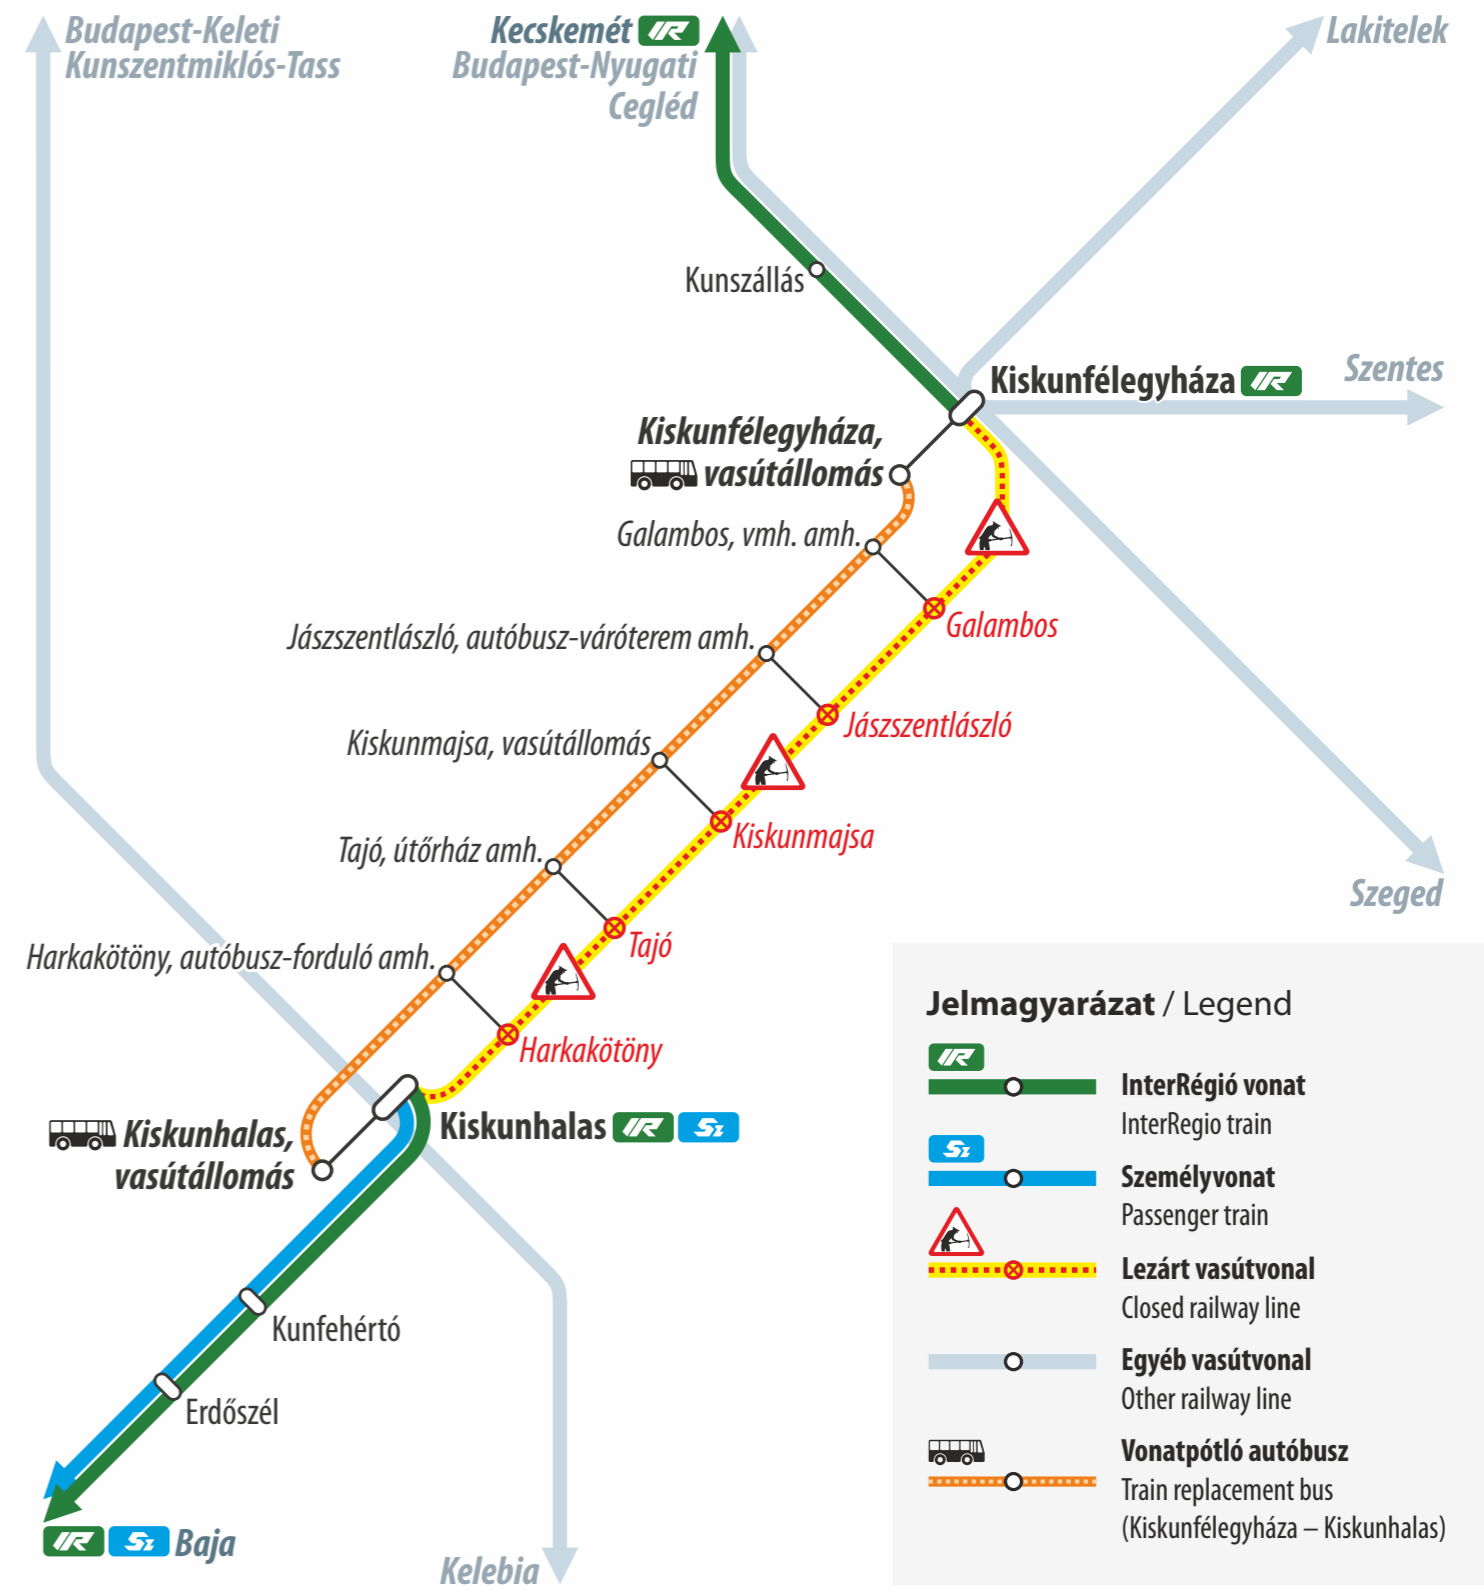 Budapest-Keleti
Kunszentmiklós-Tass
Kecskemét IR
Budapest-Nyugati
Cegléd
Lakitelek
Kunszállás
Kiskunfélegyháza IR
Szentes
Kiskunfélegyháza,
vasútállomás
Galambos, vmh. amh.
Galambos
Jászszentlászló, autóbusz-váróterem amh.
Jászszentlászló
Kiskunmajsa, vasútállomás
Kiskunmajsa
Tajó, útőrház amh.
Tajó
Szeged
Harkakötöny, autóbusz-forduló amh.
Harkakötöny
Kiskunhalas IR Sz
Kiskunhalas,
vasútállomás
Kunfehértó
Erdőszél
IR Sz Baja
Kelebia
Jelmagyarázat / Legend
IR
InterRégió vonat
InterRegio train
Sz
Személyvonat
Passenger train
Lezárt vasútvonal
Closed railway line
Egyéb vasútvonal
Other railway line
Vonatpótló autóbusz
Train replacement bus
(Kiskunfélegyháza – Kiskunhalas)